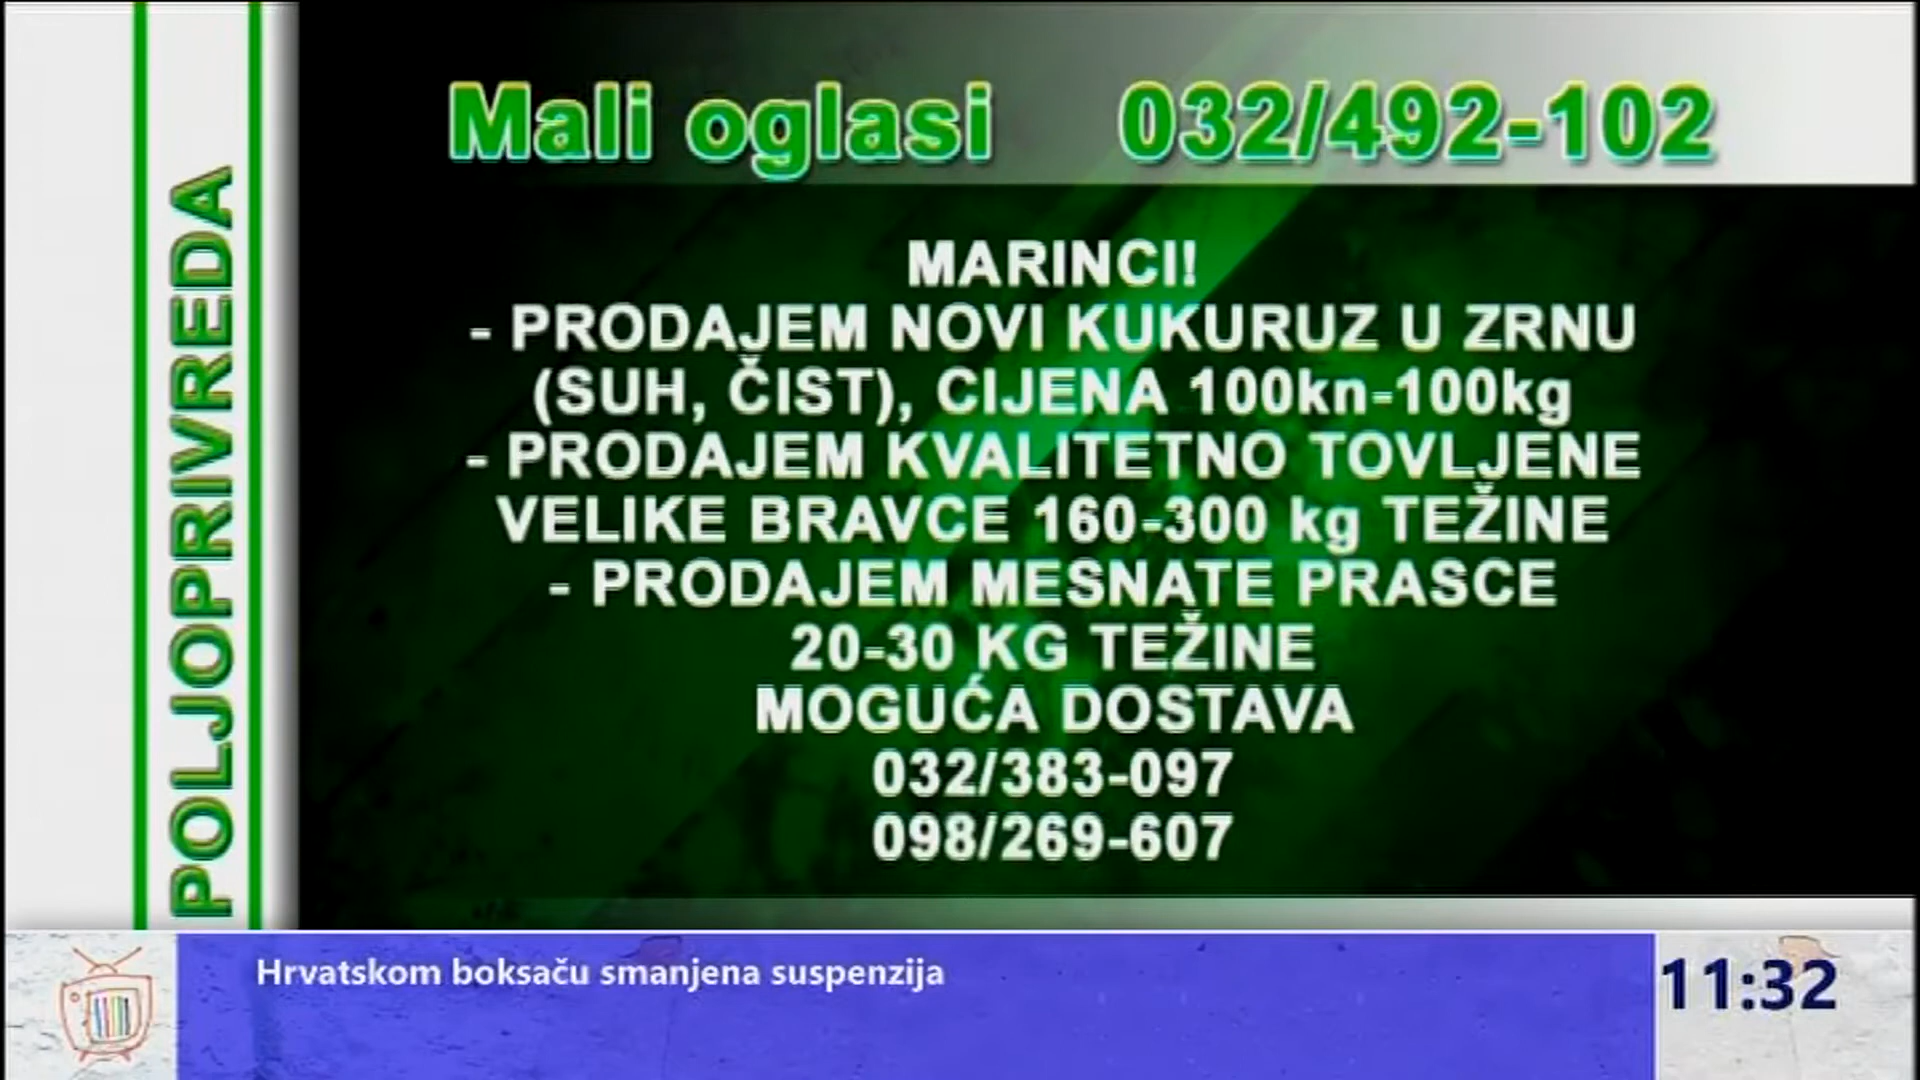 Mali oglasi 032/492-102
POLJOPRIVREDA
MARINCI!
- PRODAJEM NOVI KUKURUZ U ZRNU
(SUH, ČIST), CIJENA 100kn-100kg
- PRODAJEM KVALITETNO TOVLJENE
VELIKE BRAVCE 160-300 kg TEŽINE
- PRODAJEM MESNATE PRASCE
20-30 KG TEŽINE
MOGUĆA DOSTAVA
032/383-097
098/269-607
Hrvatskom boksaču smanjena suspenzija
11:32